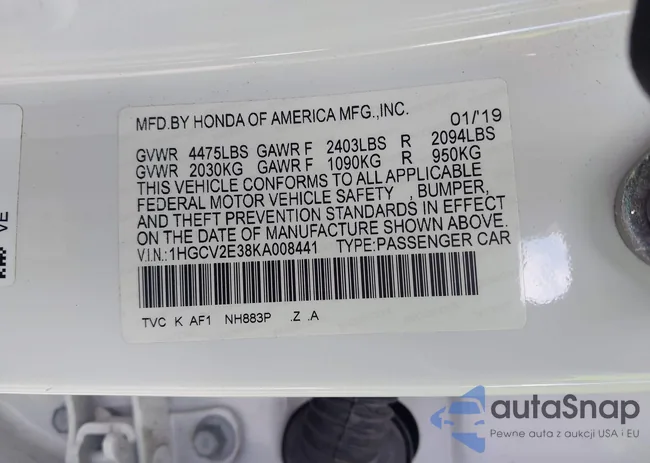 MFD.BY HONDA OF AMERICA MFG.,INC. 01/'19
GVWR 4475LBS GAWR F 2403LBS R 2094LBS
GVWR 2030KG GAWR F 1090KG R 950KG
THIS VEHICLE CONFORMS TO ALL APPLICABLE
FEDERAL MOTOR VEHICLE SAFETY , BUMPER,
AND THEFT PREVENTION STANDARDS IN EFFECT
ON THE DATE OF MANUFACTURE SHOWN ABOVE.
V.I.N.:1HGCV2E38KA008441 TYPE:PASSENGER CAR
TVC K AF1 NH883P .Z .A
VE
autaSnap
Pewne auta z aukcji USA i EU